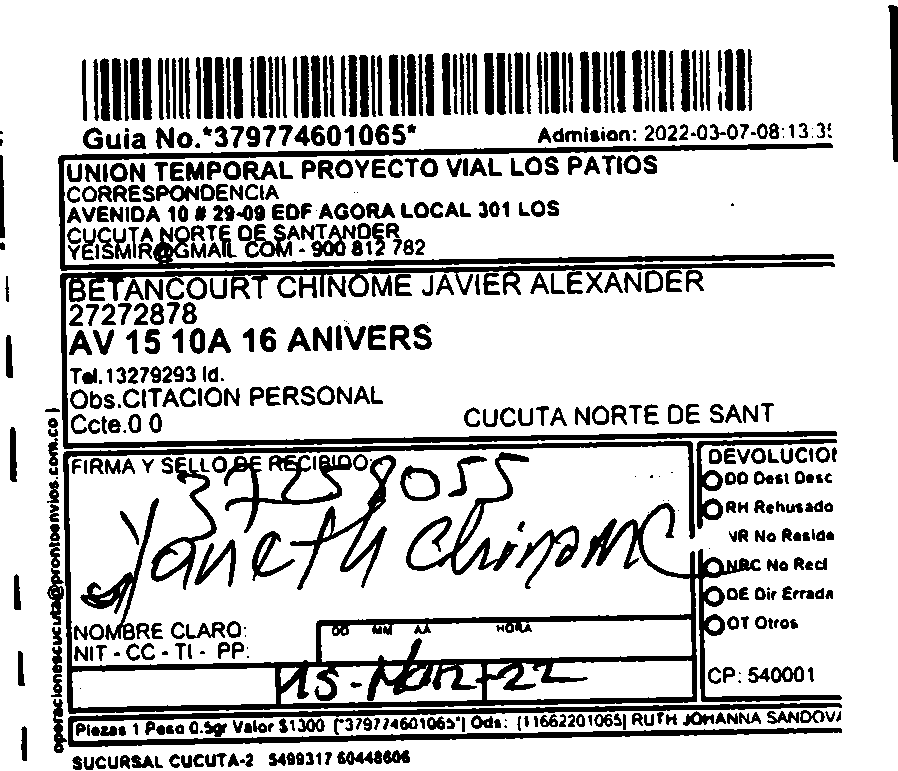 Guia No.*379774601065*
Admision: 2022-03-07-08:13:35
UNION TEMPORAL PROYECTO VIAL LOS PATIOS
CORRESPONDENCIA
AVENIDA 10 # 29-09 EDF AGORA LOCAL 301 LOS
CUCUTA NORTE DE SANTANDER
YEISMIR@GMAIL COM - 900 812 782
BETANCOURT CHINOME JAVIER ALEXANDER
27272878
AV 15 10A 16 ANIVERS
Tel.13279293 Id.
Obs.CITACION PERSONAL
Ccte.0 0
CUCUTA NORTE DE SANT
operacionescucuta@prontoenvios.com.co |
FIRMA Y SELLO DE RECIBIDO:
37258055
Yaneth Chinome
NOMBRE CLARO:
NIT - CC - TI - PP:
DD MM AA HORA
15-Mar-22
DEVOLUCION
DD Dest Desc
RH Rehusado
VR No Reside
NRC No Recl
DE Dir Errada
OT Otros
CP: 540001
Piezas 1 Peso 0.5gr Valor $1300 [*379774601065*] Ods: [11662201065] RUTH JOHANNA SANDOVA
SUCURSAL CUCUTA-2 5499317 60448606